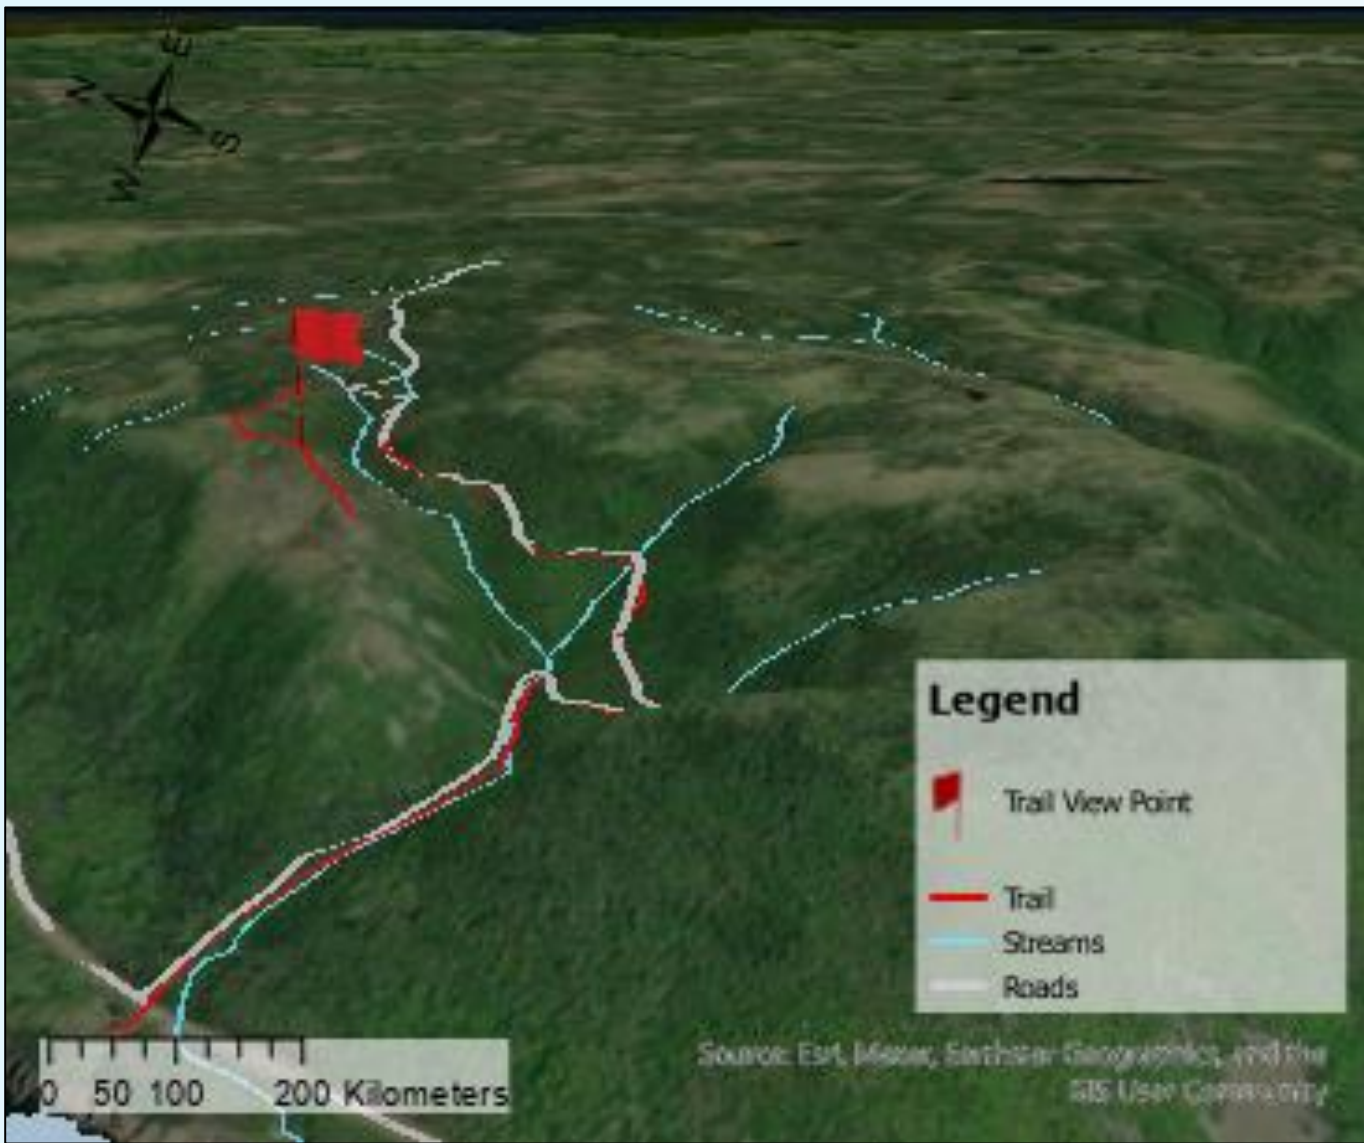 N
E
S
W
Legend
Trail View Point
Trail
Streams
Roads
0 50 100 200 Kilometers
Source: Esri, Maxar, Earthstar Geographics, and the
GIS User Community